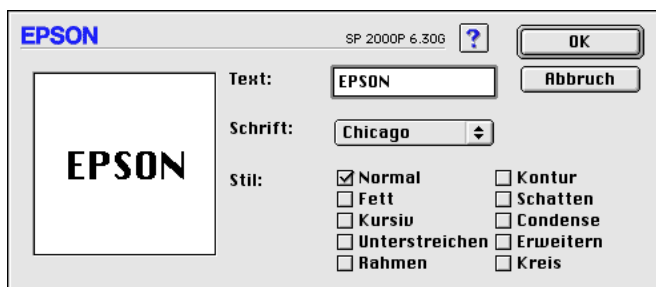 EPSON
SP 2000P 6.30G
?
OK
Text:
EPSON
Abbruch
Schrift:
Chicago
EPSON
Stil:
Normal
Kontur
Fett
Schatten
Kursiv
Condense
Unterstreichen
Erweitern
Rahmen
Kreis